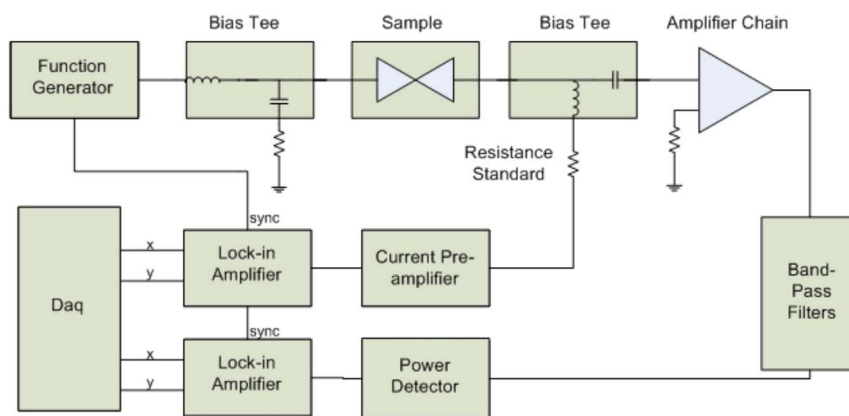 Bias Tee
Sample
Bias Tee
Amplifier Chain
Function
Generator
Resistance
Standard
sync
x
y
Lock-in
Amplifier
Current Pre-
amplifier
Daq
Band-
Pass
Filters
sync
x
y
Lock-in
Amplifier
Power
Detector